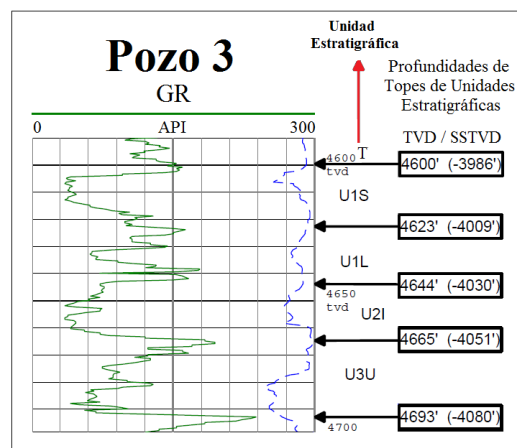 Unidad
Estratigráfica
Pozo 3
GR
Profundidades de
Topes de Unidades
Estratigráficas
TVD / SSTVD
0 API 300
4600 T
tvd
4600' (-3986')
U1S
4623' (-4009')
U1L
4644' (-4030')
4650
tvd
U2I
4665' (-4051')
U3U
4693' (-4080')
4700